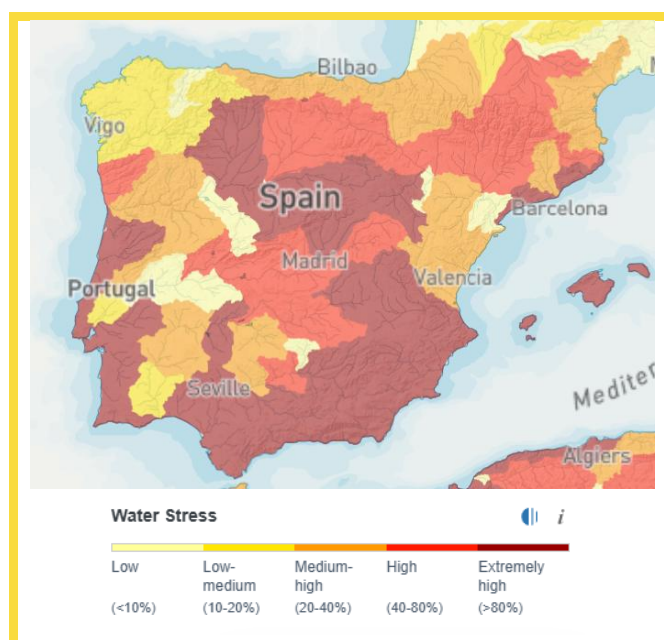 Bilbao
Vigo
Spain
Barcelona
Madrid
Valencia
Portugal
Seville
Mediter
Algiers
Water Stress
i
Low
Low-
medium
Medium-
high
High
Extremely
high
(<10%)
(10-20%)
(20-40%)
(40-80%)
(>80%)